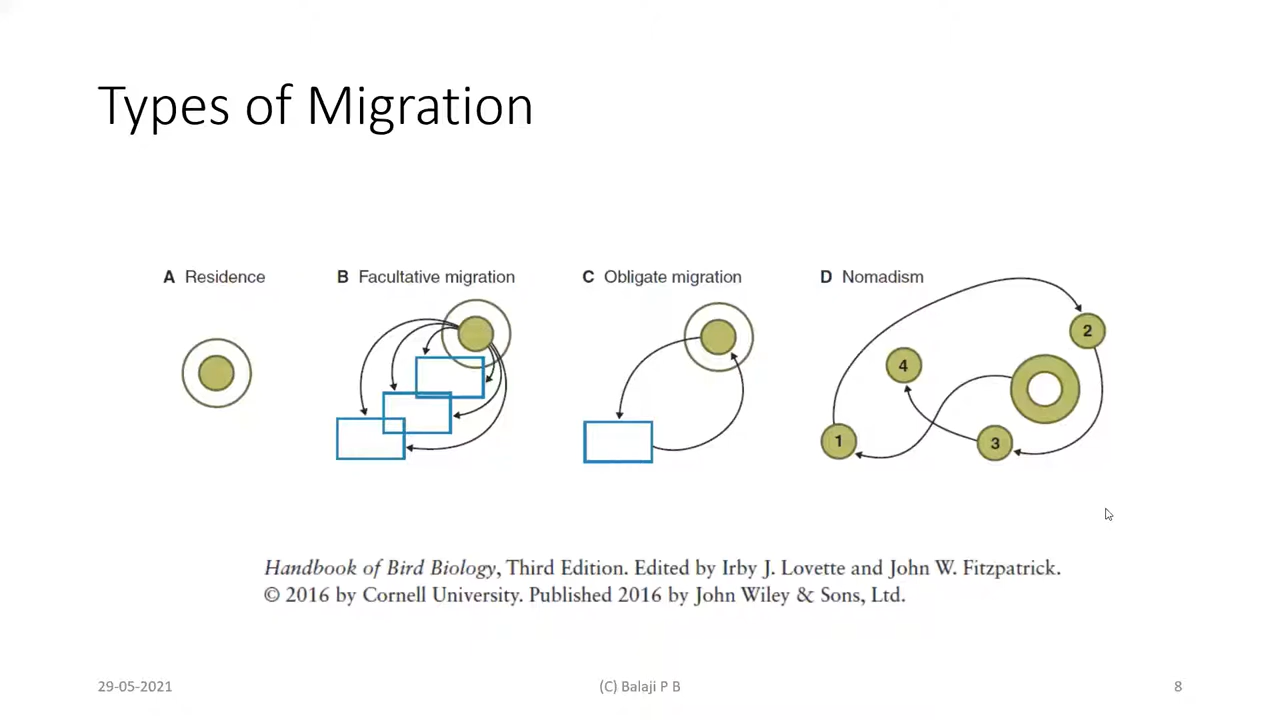 Types of Migration
A Residence
B Facultative migration
C Obligate migration
D Nomadism
2
4
1
3
Handbook of Bird Biology, Third Edition. Edited by Irby J. Lovette and John W. Fitzpatrick.
© 2016 by Cornell University. Published 2016 by John Wiley & Sons, Ltd.
29-05-2021
(C) Balaji P B
8